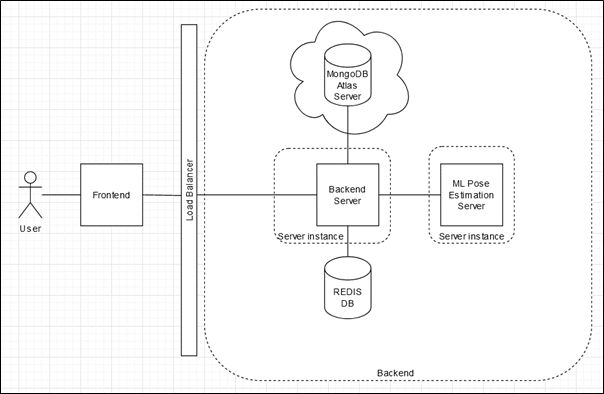 MongoDB
Atlas
Server
User
Frontend
Load Balancer
Backend
Server
Server instance
ML Pose
Estimation
Server
Server instance
REDIS
DB
Backend